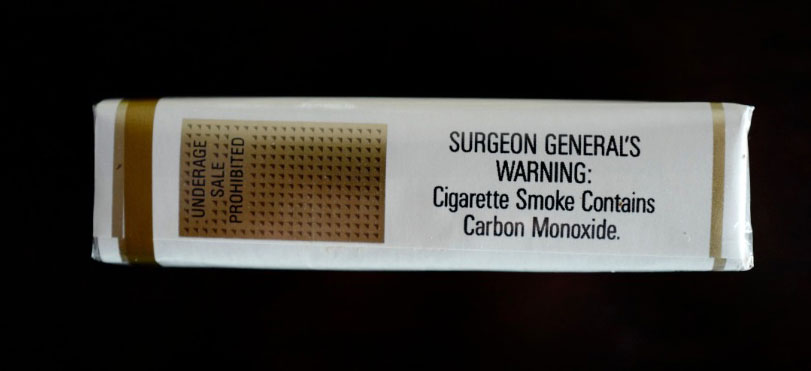 UNDERAGE
SALE
PROHIBITED
SURGEON GENERAL'S
WARNING:
Cigarette Smoke Contains
Carbon Monoxide.